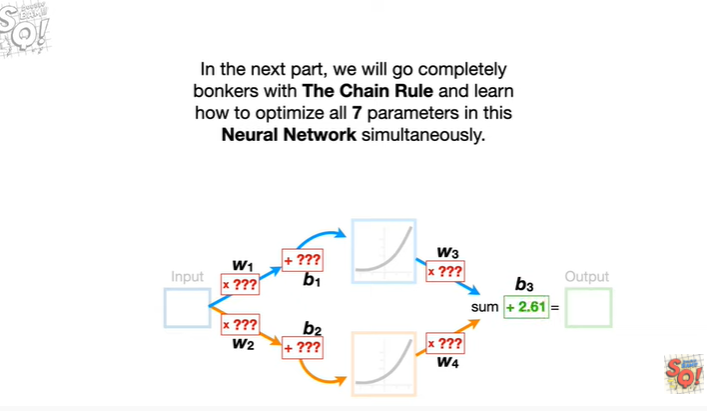 In the next part, we will go completely
bonkers with The Chain Rule and learn
how to optimize all 7 parameters in this
Neural Network simultaneously.
Input
W1
x ???
+ ???
b1
W3
x ???
b3
Output
sum + 2.61 =
x ???
W2
b2
+ ???
x ???
W4
SQ!